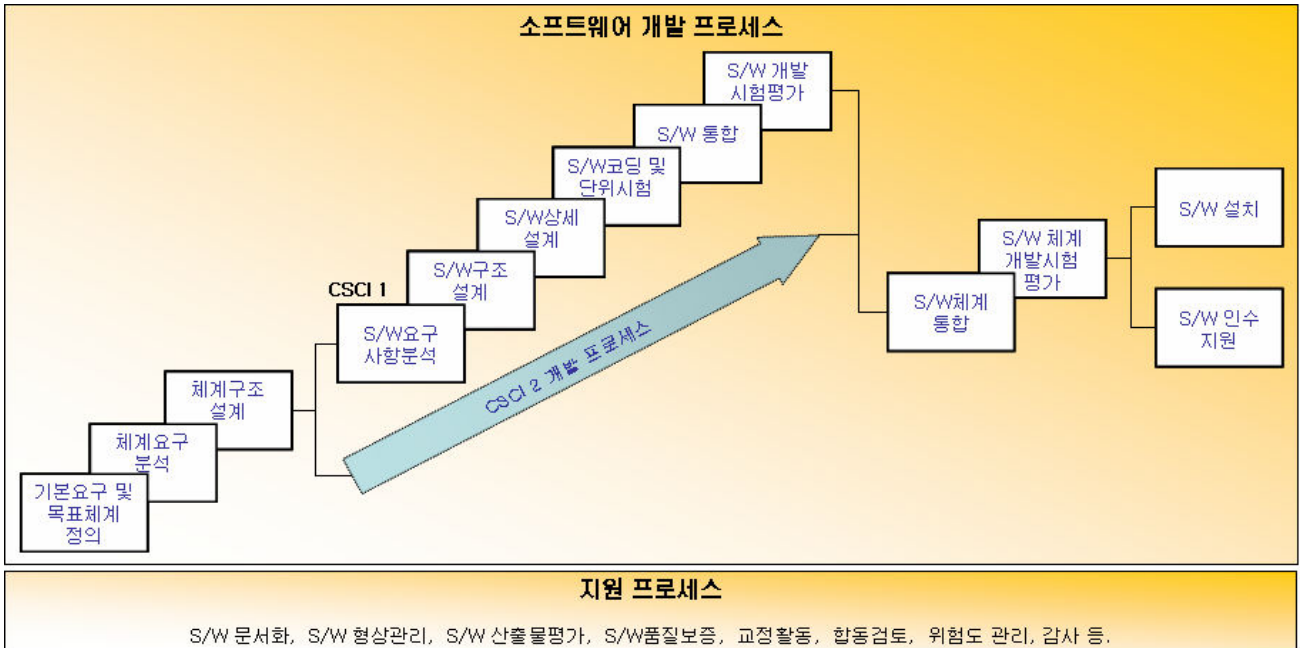 소프트웨어 개발 프로세스
S/W 개발
시험평가
S/W 통합
S/W코딩 및
단위시험
S/W상세
설계
S/W구조
설계
CSCI 1
S/W요구
사항분석
체계구조
설계
체계요구
분석
기본요구 및
목표체계
정의
CSCI 2 개발 프로세스
S/W체계
통합
S/W 체계
개발시험
평가
S/W 설치
S/W 인수
지원
지원 프로세스
S/W 문서화, S/W 형상관리, S/W 산출물평가, S/W품질보증, 교정활동, 합동검토, 위험도 관리, 감사 등.